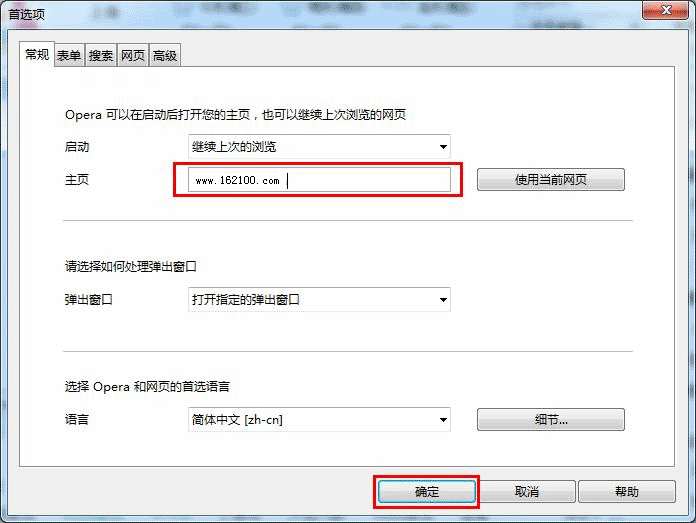 首选项
常规 表单 搜索 网页 高级
Opera 可以在启动后打开您的主页，也可以继续上次浏览的网页
启动 继续上次的浏览
主页 www.162100.com 使用当前网页
请选择如何处理弹出窗口
弹出窗口 打开指定的弹出窗口
选择 Opera 和网页的首选语言
语言 简体中文 [zh-cn] 细节...
确定 取消 帮助